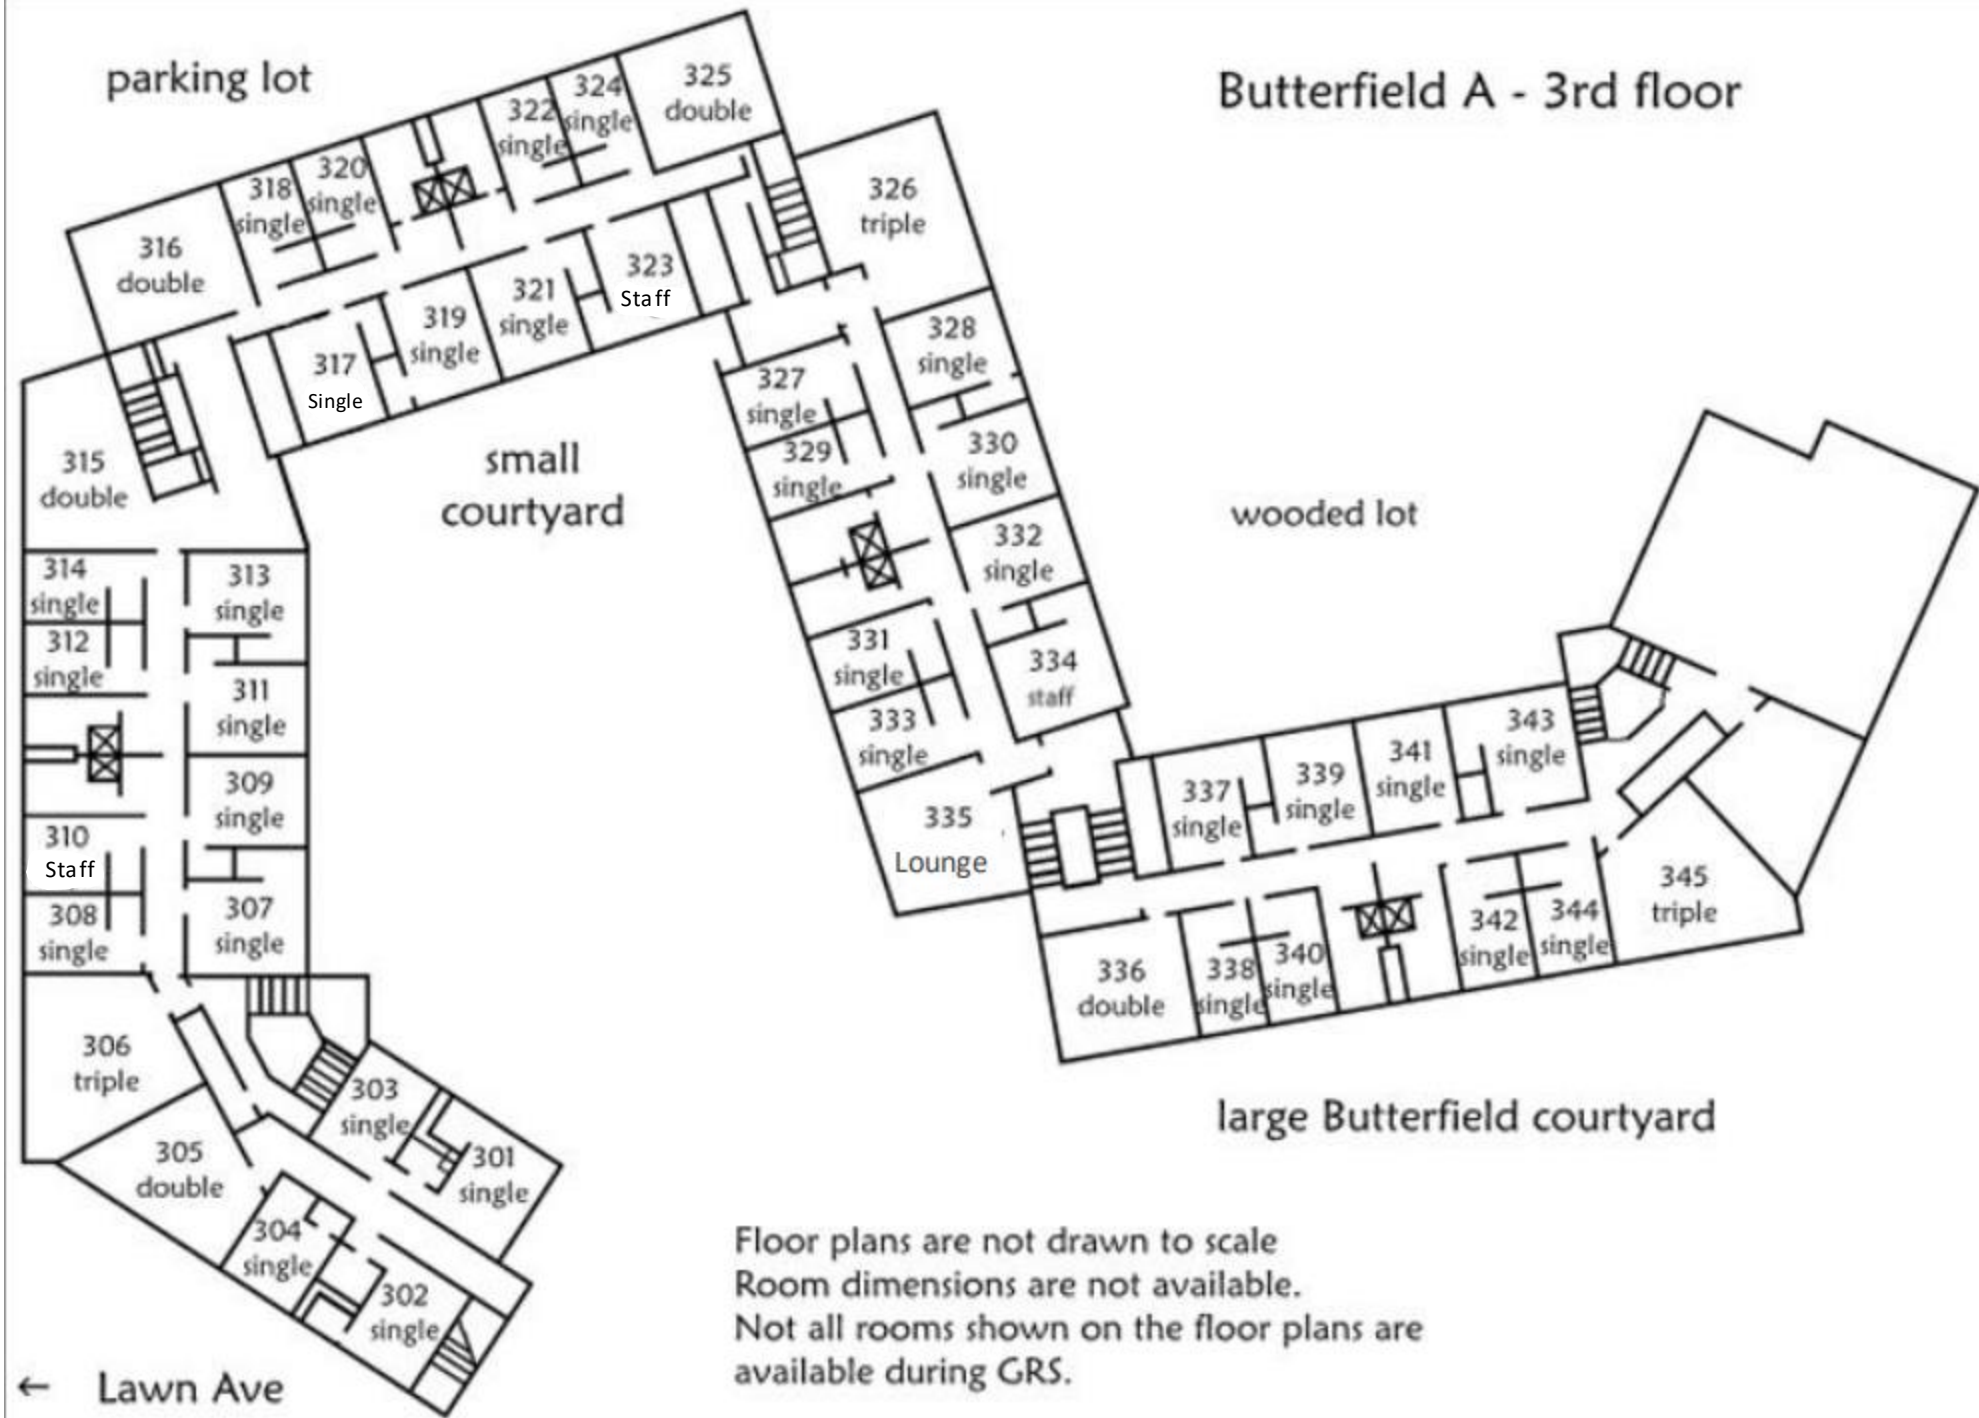 parking lot
Butterfield A - 3rd floor
325
double
324
single
322
single
320
single
318
single
316
double
326
triple
323
Staff
321
single
319
single
317
Single
328
single
327
single
330
single
329
single
small
courtyard
wooded lot
315
double
332
single
314
single
313
single
312
single
331
single
334
staff
311
single
333
single
343
single
341
single
339
single
337
single
309
single
335
Lounge
310
Staff
345
triple
308
single
307
single
344
single
342
single
340
single
338
single
336
double
306
triple
303
single
large Butterfield courtyard
305
double
301
single
304
single
302
single
Floor plans are not drawn to scale
Room dimensions are not available.
Not all rooms shown on the floor plans are
available during GRS.
← Lawn Ave